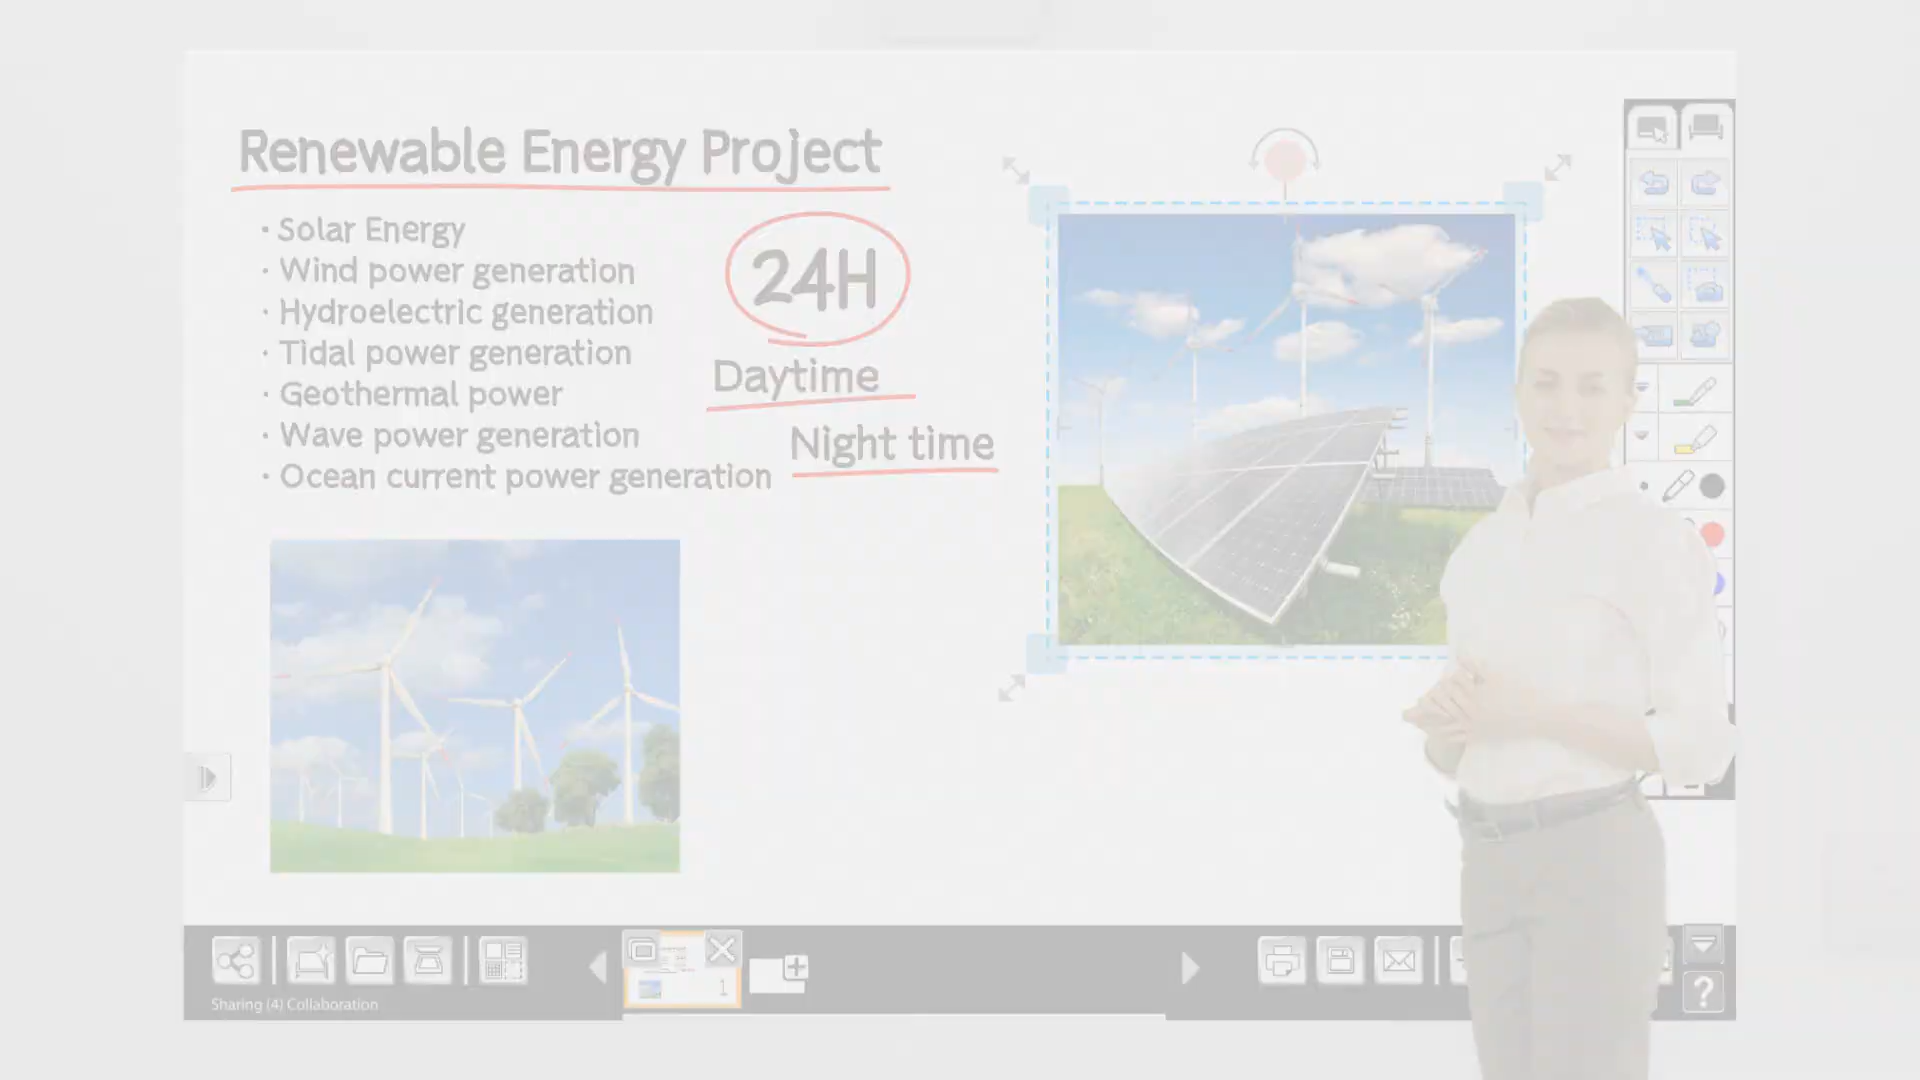 Renewable Energy Project
· Solar Energy
· Wind power generation
· Hydroelectric generation
· Tidal power generation
· Geothermal power
· Wave power generation
· Ocean current power generation
24H
Daytime
Night time
1
Sharing (4) Collaboration
?